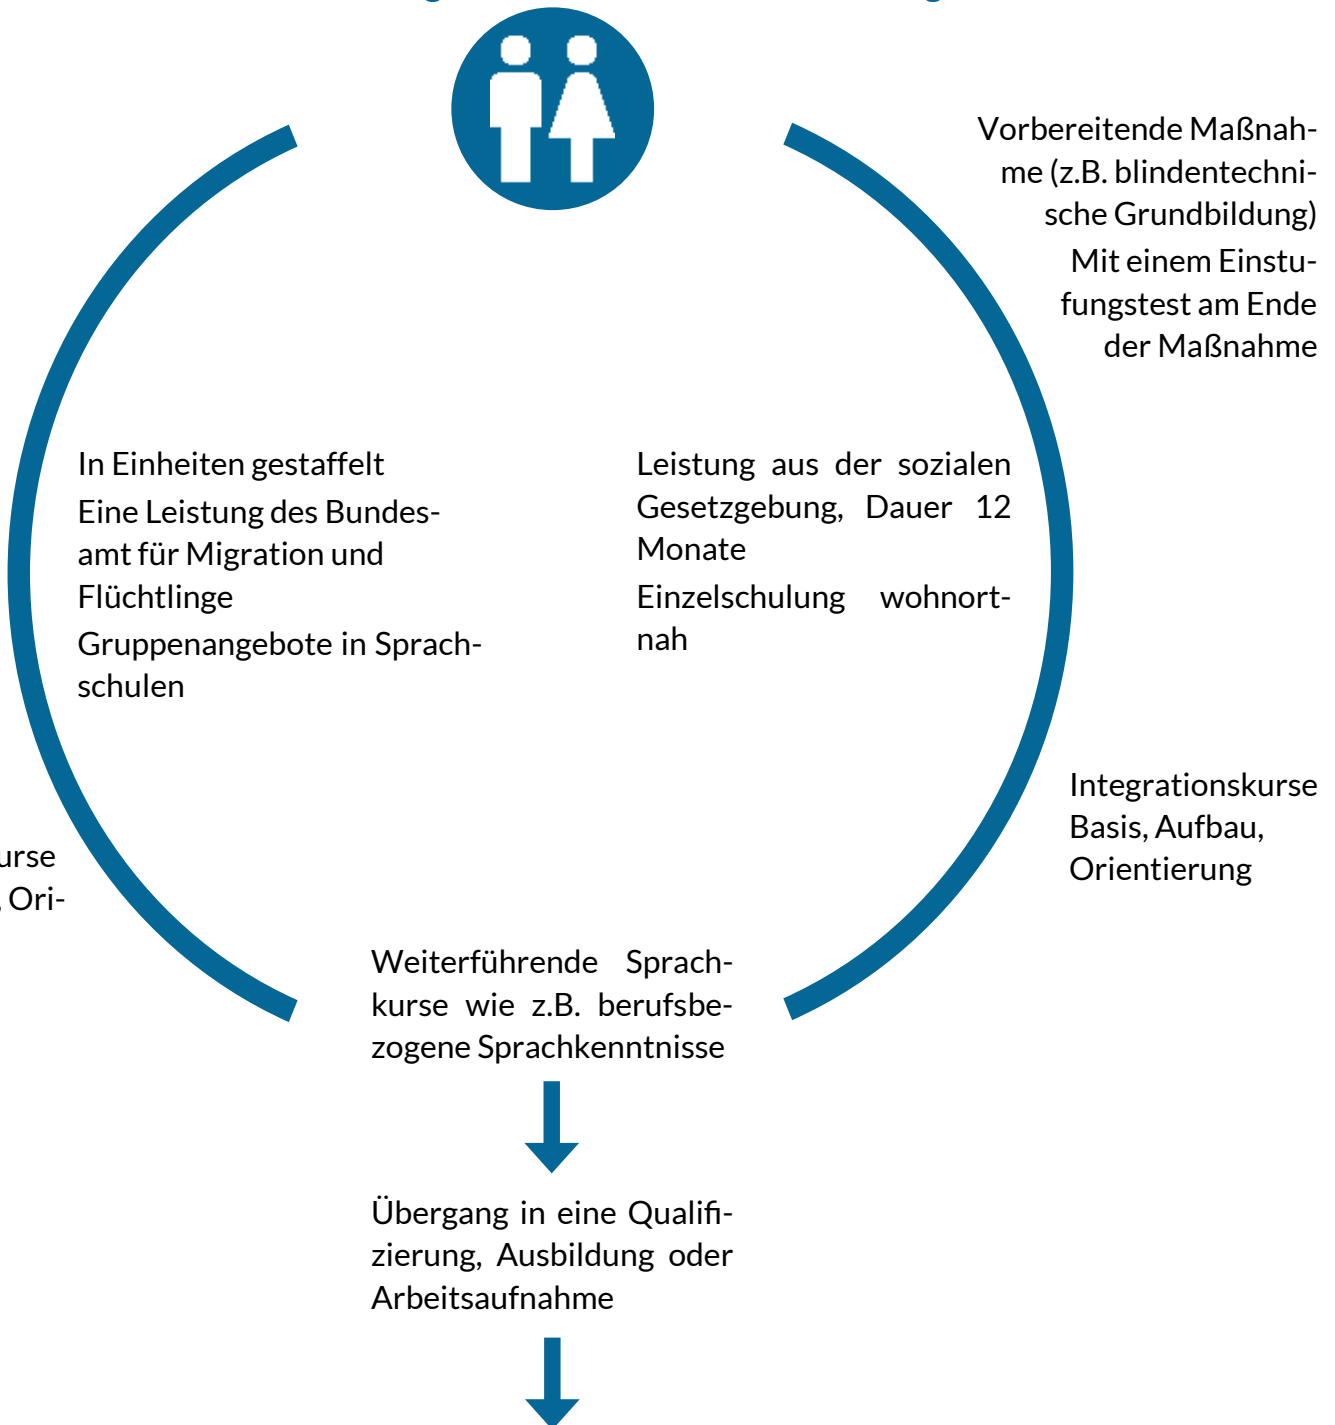 Vorbereitende Maßnah-
me (z.B. blindentechni-
sche Grundbildung)
Mit einem Einstu-
fungstest am Ende
der Maßnahme
In Einheiten gestaffelt
Eine Leistung des Bundes-
amt für Migration und
Flüchtlinge
Gruppenangebote in Sprach-
schulen
Leistung aus der sozialen
Gesetzgebung, Dauer 12
Monate
Einzelschulung wohnort-
nah
Integrationskurse
Basis, Aufbau,
Orientierung
urse
, Ori-
Weiterführende Sprach-
kurse wie z.B. berufsbe-
zogene Sprachkenntnisse
Übergang in eine Qualifi-
zierung, Ausbildung oder
Arbeitsaufnahme